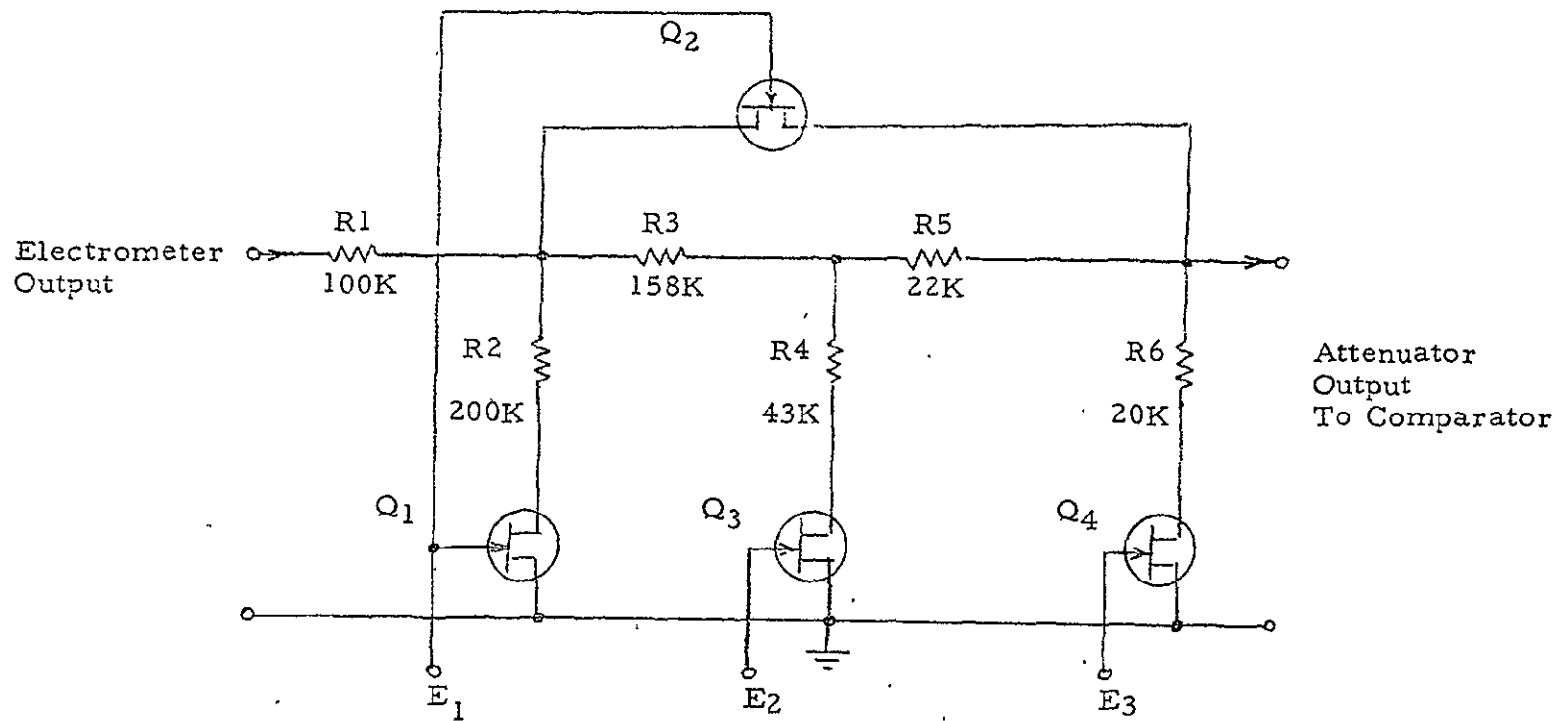 Q2
R1
R3
R5
Electrometer
Output
100K
158K
22K
R2
R4
R6
Attenuator
Output
To Comparator
200K
43K
20K
Q1
Q3
Q4
E1
E2
E3